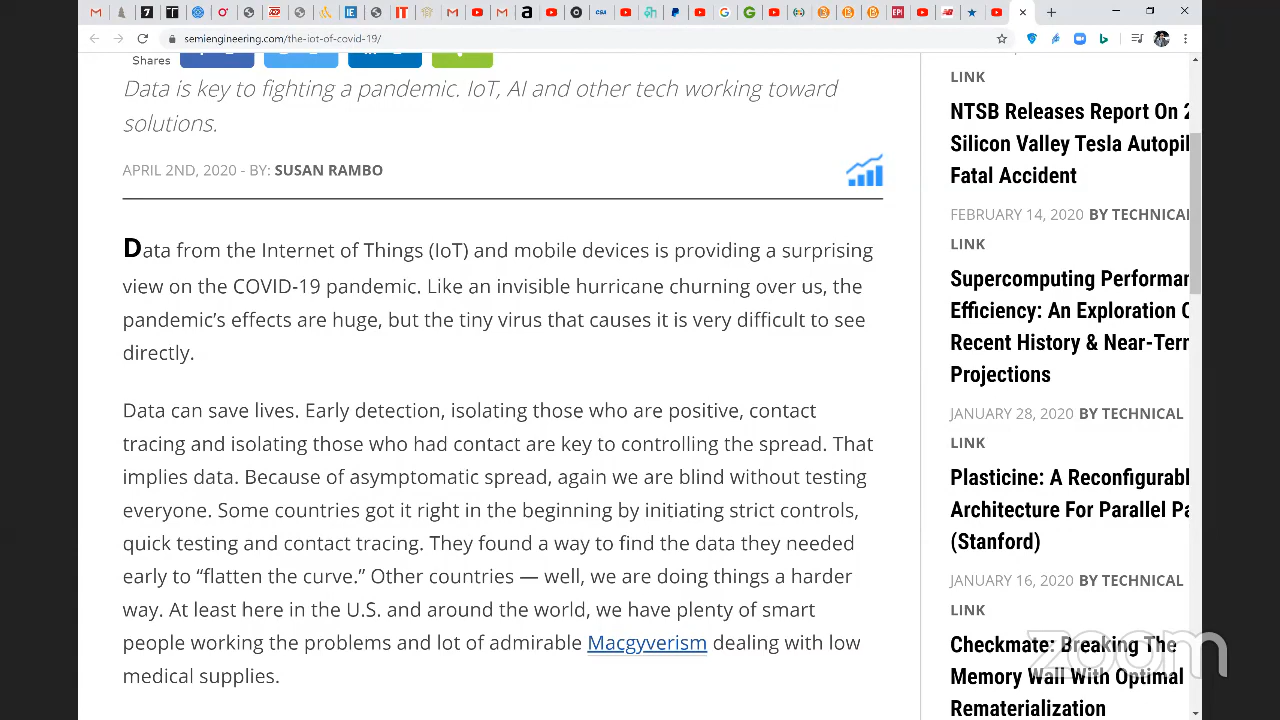 semiengineering.com/the-iot-of-covid-19/
Shares
Data is key to fighting a pandemic. IoT, AI and other tech working toward
solutions.
APRIL 2ND, 2020 - BY: SUSAN RAMBO
Data from the Internet of Things (IoT) and mobile devices is providing a surprising
view on the COVID-19 pandemic. Like an invisible hurricane churning over us, the
pandemic’s effects are huge, but the tiny virus that causes it is very difficult to see
directly.
Data can save lives. Early detection, isolating those who are positive, contact
tracing and isolating those who had contact are key to controlling the spread. That
implies data. Because of asymptomatic spread, again we are blind without testing
everyone. Some countries got it right in the beginning by initiating strict controls,
quick testing and contact tracing. They found a way to find the data they needed
early to “flatten the curve.” Other countries — well, we are doing things a harder
way. At least here in the U.S. and around the world, we have plenty of smart
people working the problems and lot of admirable Macgyverism dealing with low
medical supplies.
LINK
NTSB Releases Report On 2
Silicon Valley Tesla Autopil
Fatal Accident
FEBRUARY 14, 2020 BY TECHNICAL
LINK
Supercomputing Performan
Efficiency: An Exploration O
Recent History & Near-Term
Projections
JANUARY 28, 2020 BY TECHNICAL
LINK
Plasticine: A Reconfigurabl
Architecture For Parallel Pa
(Stanford)
JANUARY 16, 2020 BY TECHNICAL
LINK
Checkmate: Breaking The
Memory Wall With Optimal
Rematerialization
zoom